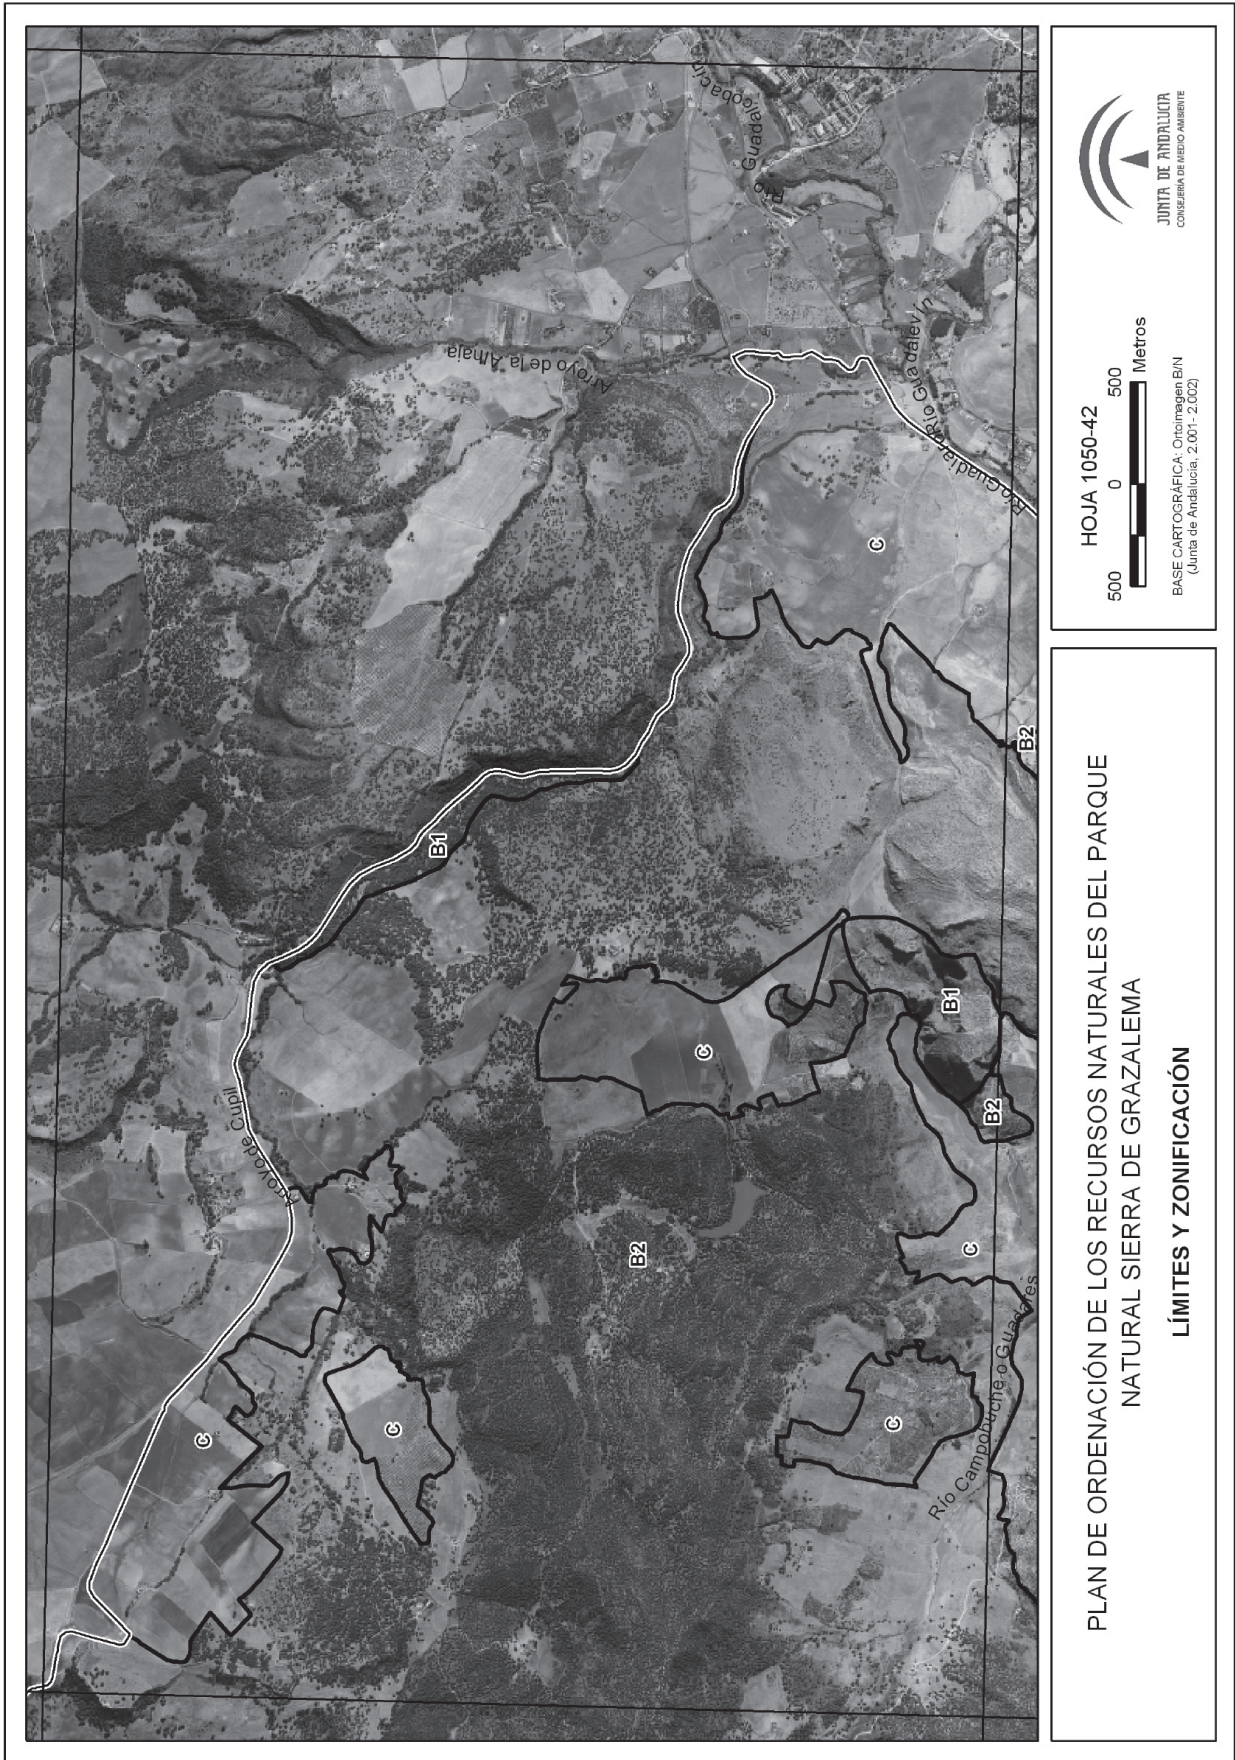 Arroyo de Cupil
Arroyo de la Amaja
Río Guadalcobacín
Río Guadalevín
Río Guadiaro
Río Campobuche o Guadares
C
C
B1
C
C
B2
C
C
B1
B2
B2
PLAN DE ORDENACIÓN DE LOS RECURSOS NATURALES DEL PARQUE
NATURAL SIERRA DE GRAZALEMA
LÍMITES Y ZONIFICACIÓN
HOJA 1050-42
500 0 500
Metros
BASE CARTOGRÁFICA: Ortoimagen B/N
(Junta de Andalucía, 2.001- 2.002)
JUNTA DE ANDALUCIA
CONSEJERÍA DE MEDIO AMBIENTE